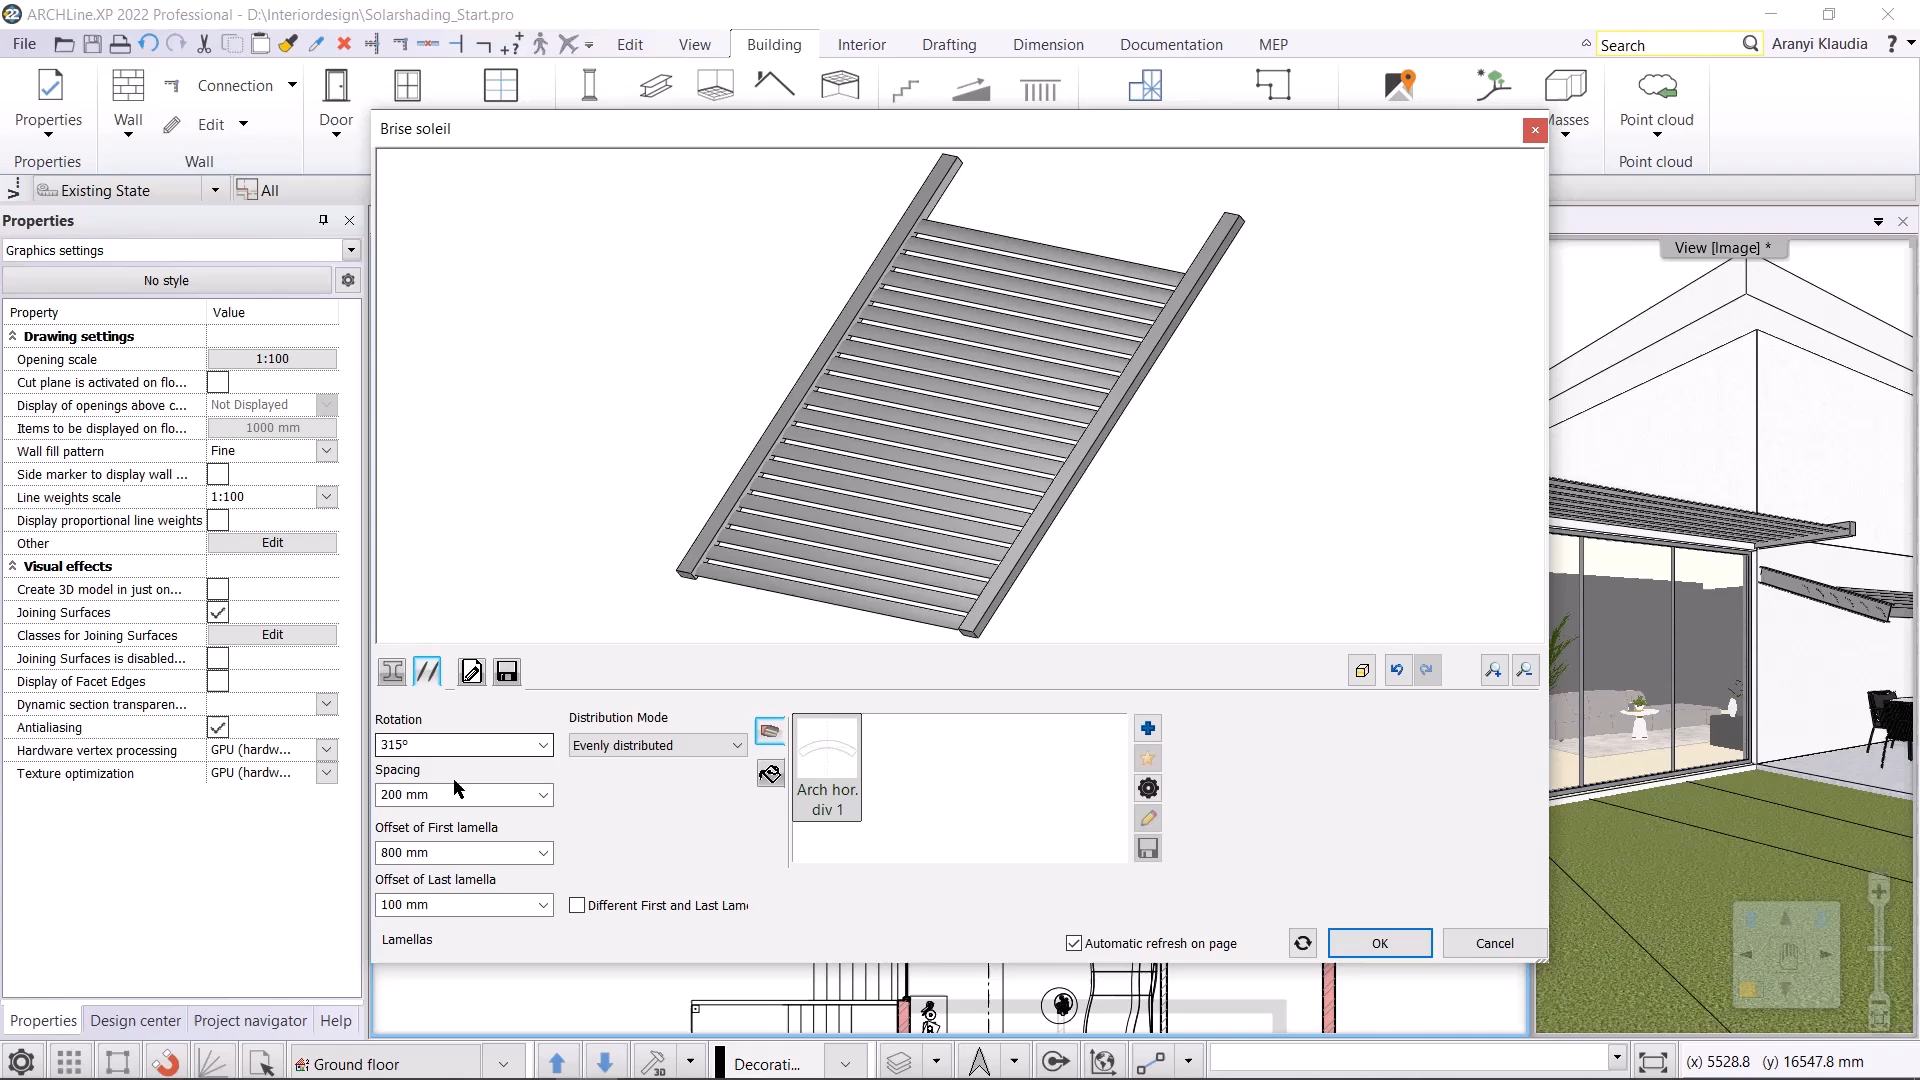 ARCHLine.XP 2022 Professional - D:\Interiordesign\Solarshading_Start.pro
File
Edit
View
Building
Interior
Drafting
Dimension
Documentation
MEP
Search
Aranyi Klaudia
?
Properties
Properties
Wall
Connection
Edit
Wall
Door
Masses
Point cloud
Point cloud
Existing State
All
Properties
Graphics settings
No style
Property Value
Drawing settings
Opening scale 1:100
Cut plane is activated on flo...
Display of openings above c... Not Displayed
Items to be displayed on flo... 1000 mm
Wall fill pattern Fine
Side marker to display wall ...
Line weights scale 1:100
Display proportional line weights
Other Edit
Visual effects
Create 3D model in just on...
Joining Surfaces
Classes for Joining Surfaces Edit
Joining Surfaces is disabled...
Display of Facet Edges
Dynamic section transparen...
Antialiasing
Hardware vertex processing GPU (hardw...
Texture optimization GPU (hardw...
Properties Design center Project navigator Help
Brise soleil
Rotation
315º
Spacing
200 mm
Offset of First lamella
800 mm
Offset of Last lamella
100 mm
Lamellas
Distribution Mode
Evenly distributed
Different First and Last Lam
Arch hor.
div 1
Automatic refresh on page
OK
Cancel
View [Image] *
Ground floor
3D
Decorati...
(x) 5528.8 (y) 16547.8 mm